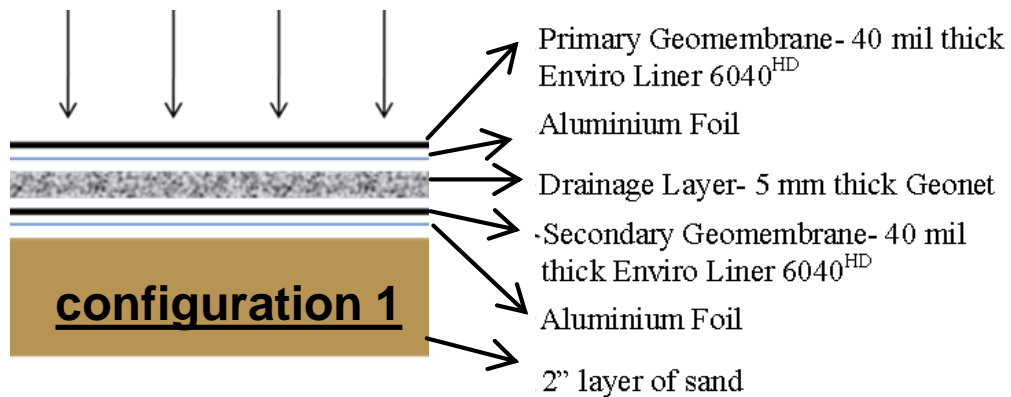 Primary Geomembrane- 40 mil thick
Enviro Liner 6040HD
Aluminium Foil
Drainage Layer- 5 mm thick Geonet
-Secondary Geomembrane- 40 mil
thick Enviro Liner 6040HD
configuration 1
Aluminium Foil
2” layer of sand